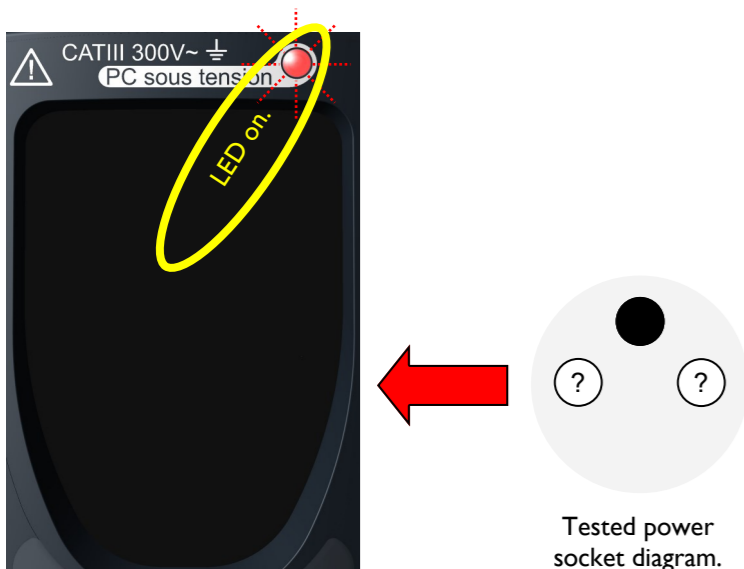 CATIII 300V~
PC sous tension
LED on.
? ?
Tested power
socket diagram.